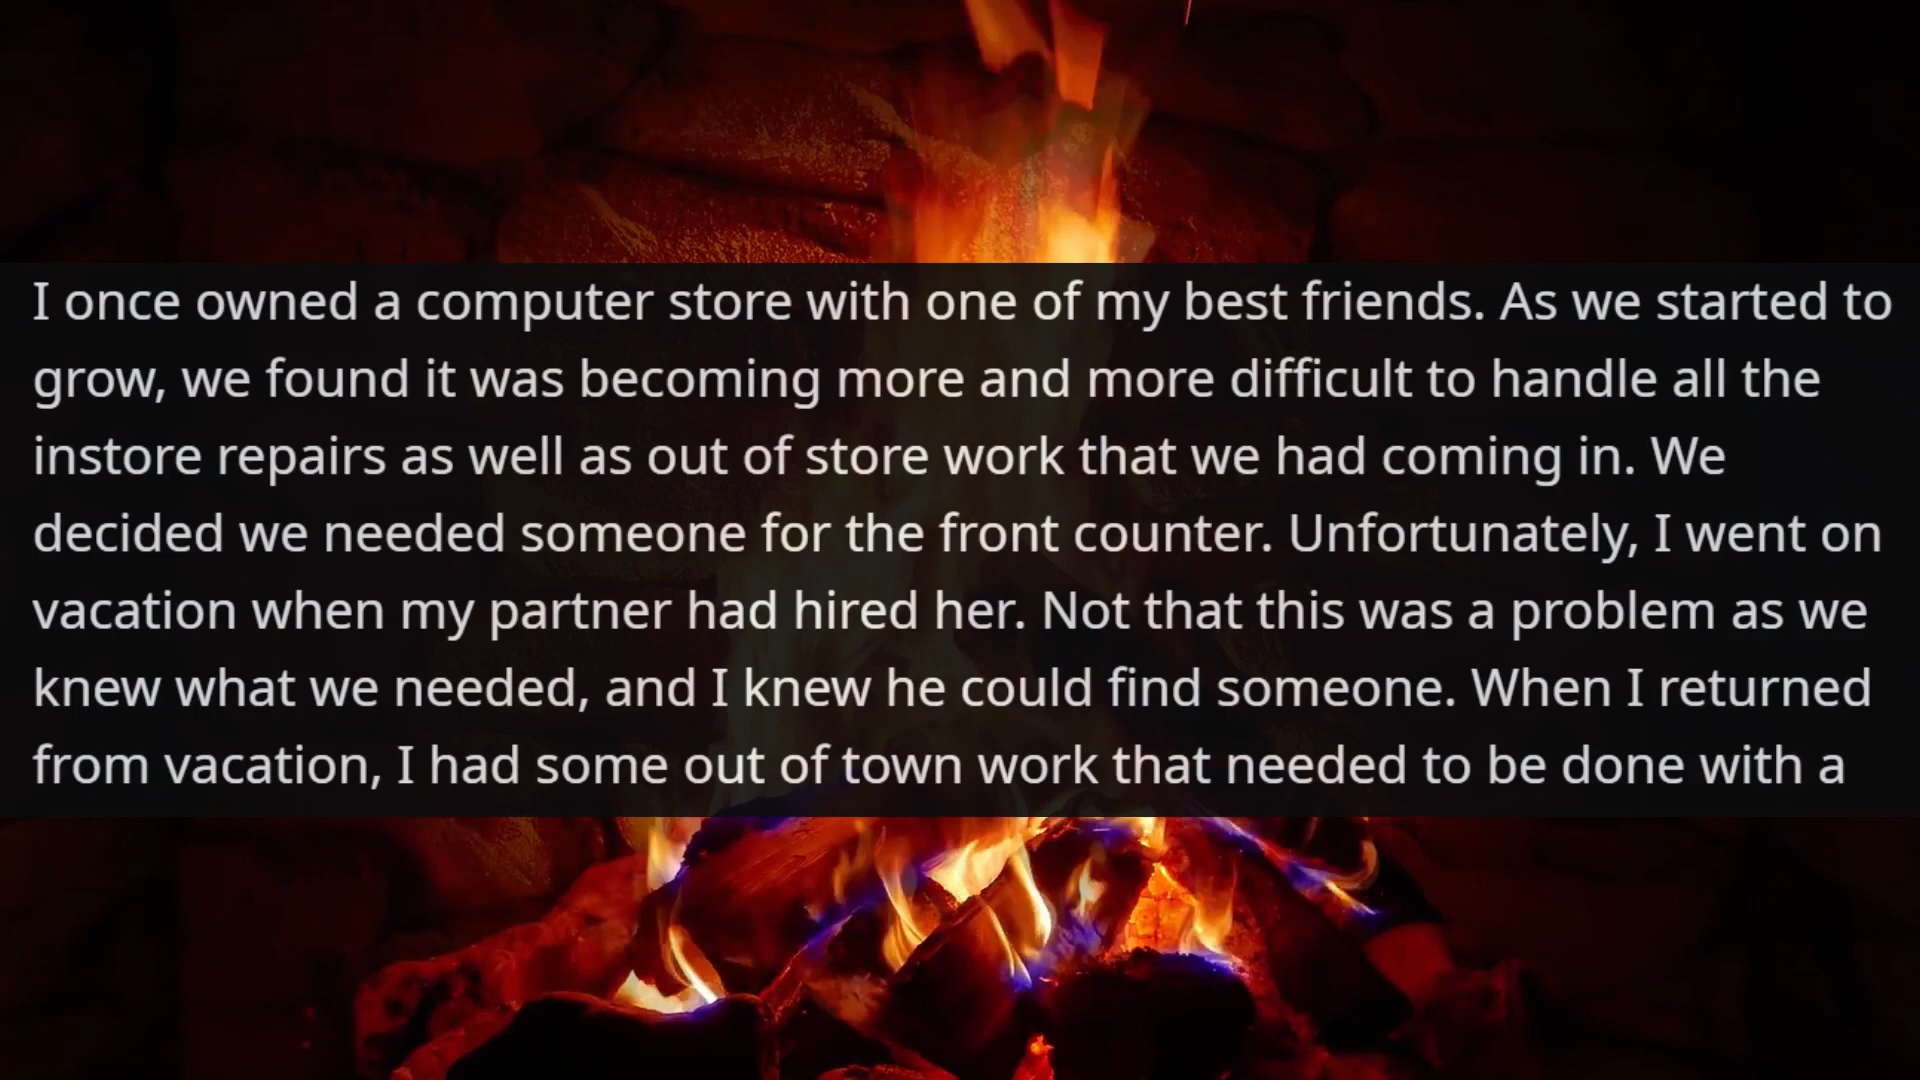 I once owned a computer store with one of my best friends. As we started to
grow, we found it was becoming more and more difficult to handle all the
instore repairs as well as out of store work that we had coming in. We
decided we needed someone for the front counter. Unfortunately, I went on
vacation when my partner had hired her. Not that this was a problem as we
knew what we needed, and I knew he could find someone. When I returned
from vacation, I had some out of town work that needed to be done with a